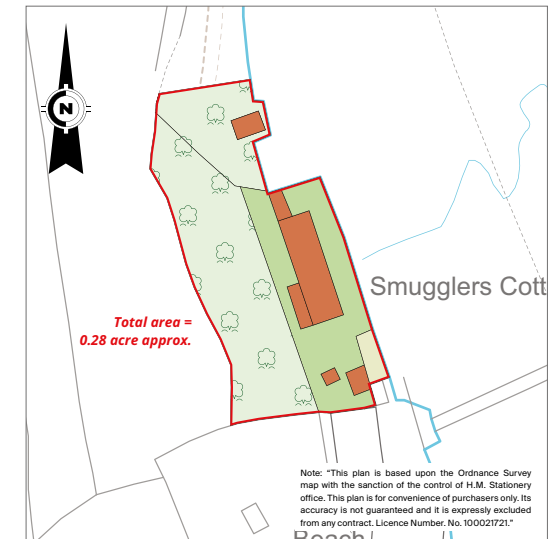 N
Smugglers Cott
Total area =
0.28 acre approx.
Note: “This plan is based upon the Ordnance Survey
map with the sanction of the control of H.M. Stationery
office. This plan is for convenience of purchasers only. Its
accuracy is not guaranteed and it is expressly excluded
from any contract. Licence Number. No. 100021721.”
Beach